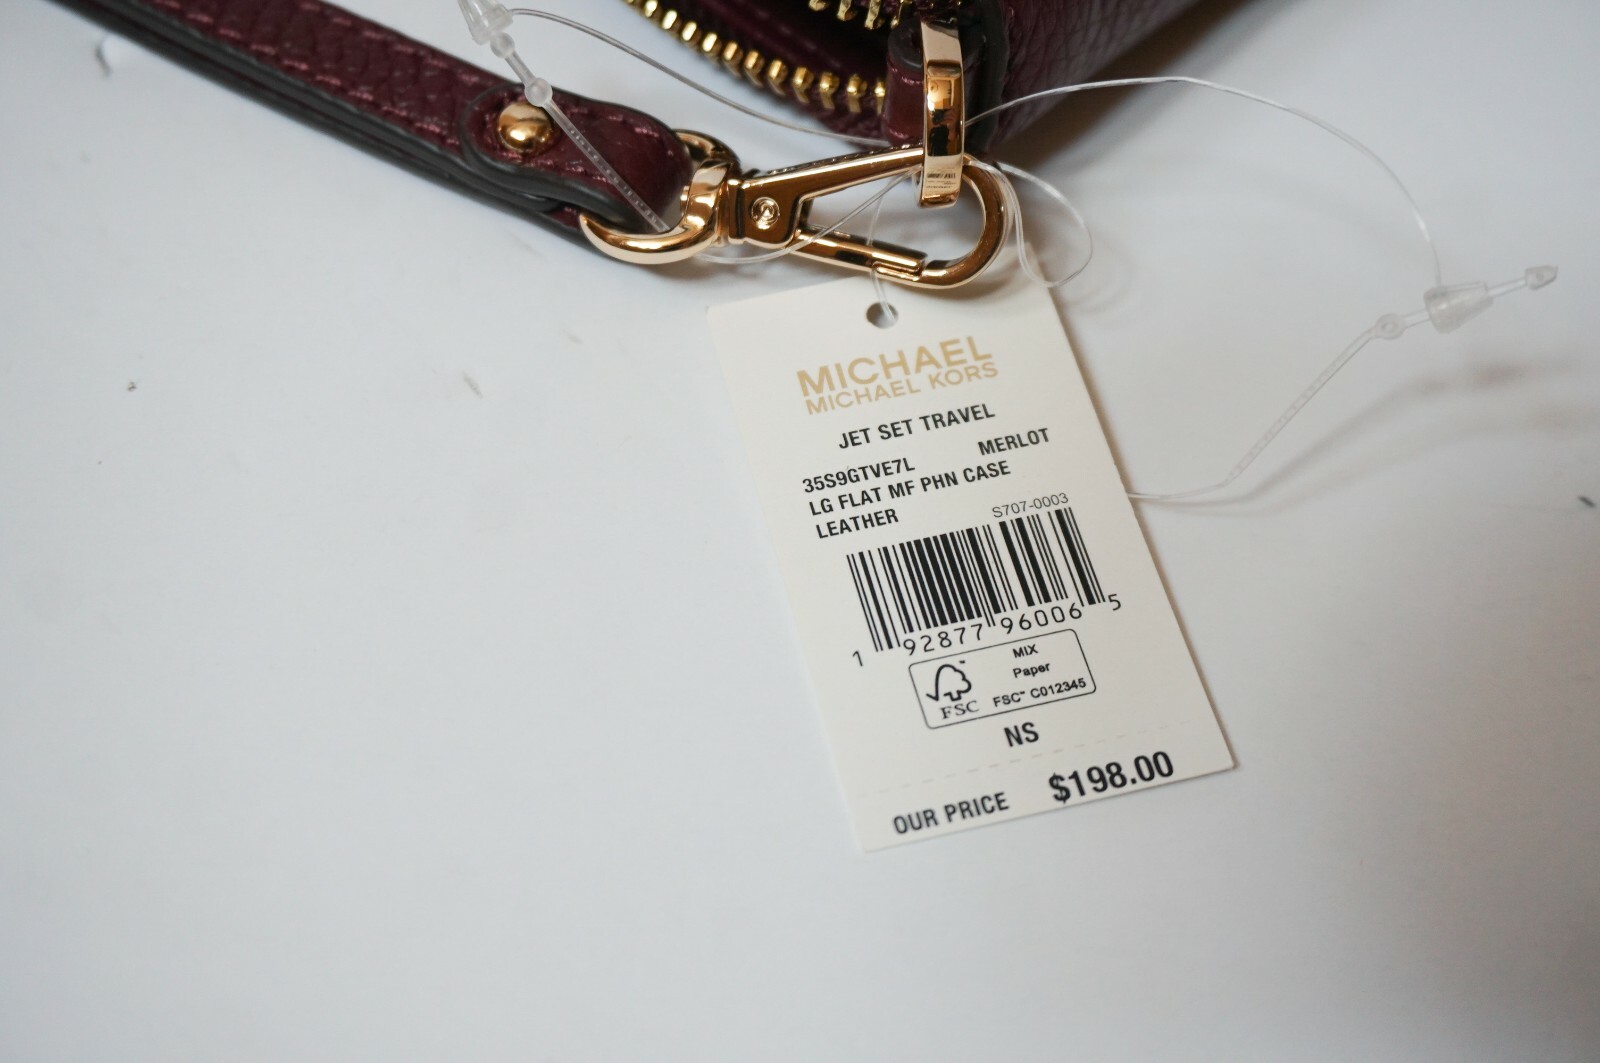 MICHAEL
MICHAEL KORS
JET SET TRAVEL
35S9GTVE7L MERLOT
LG FLAT MF PHN CASE
LEATHER
S707-0003
1 92877 96006 5
MIX
Paper
FSC™ C012345
FSC
NS
OUR PRICE $198.00